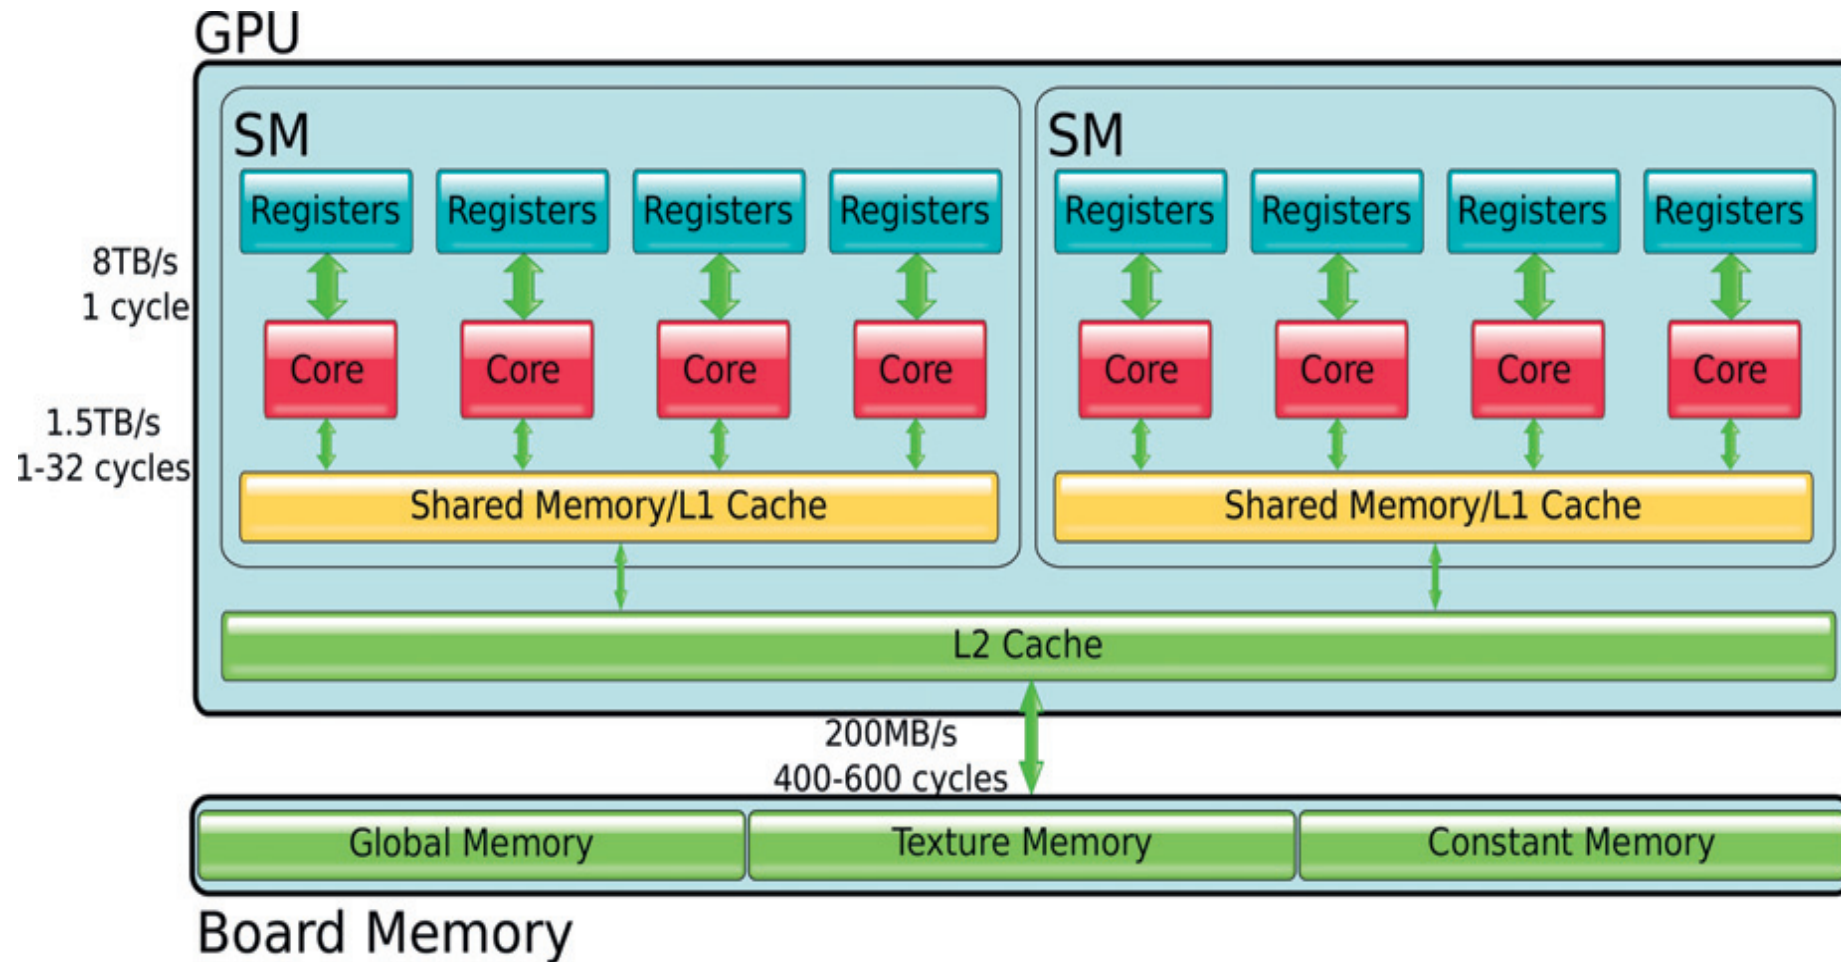 GPU
SM
SM
Registers
Registers
Registers
Registers
Registers
Registers
Registers
Registers
8TB/s
1 cycle
Core
Core
Core
Core
Core
Core
Core
Core
1.5TB/s
1-32 cycles
Shared Memory/L1 Cache
Shared Memory/L1 Cache
L2 Cache
200MB/s
400-600 cycles
Global Memory
Texture Memory
Constant Memory
Board Memory